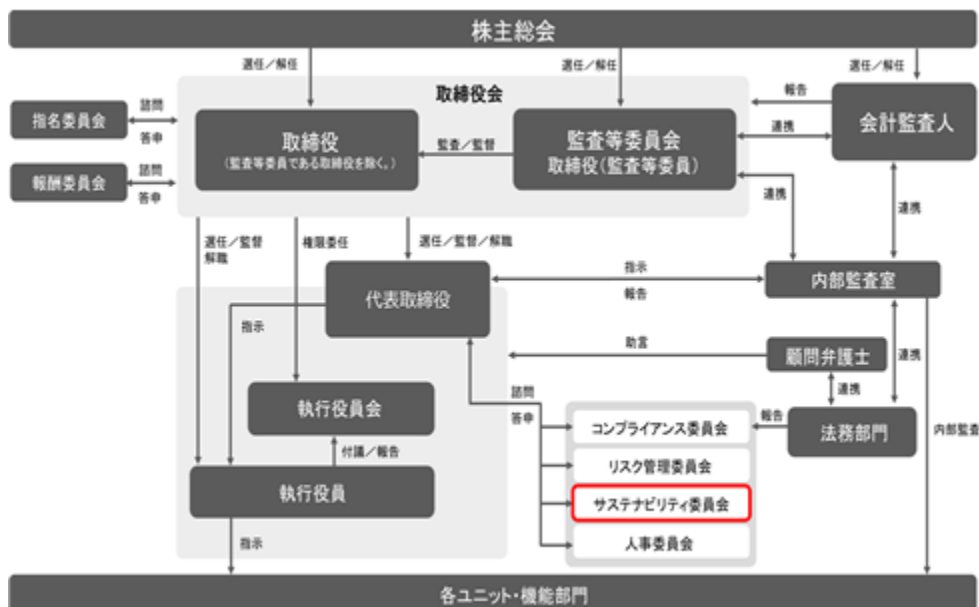 株主総会
選任／解任
選任／解任
選任／解任
取締役会
報告
指名委員会
諮問
答申
取締役
(監査等委員である取締役を除く。)
監査／監督
監査等委員会
取締役(監査等委員)
連携
会計監査人
報酬委員会
諮問
答申
連携
連携
選任／監督
解職
権限委任
選任／監督／解職
代表取締役
指示
報告
内部監査室
指示
助言
顧問弁護士
連携
連携
執行役員会
諮問
答申
コンプライアンス委員会
報告
法務部門
内部監査
付議／報告
リスク管理委員会
執行役員
サステナビリティ委員会
人事委員会
指示
各ユニット・機能部門